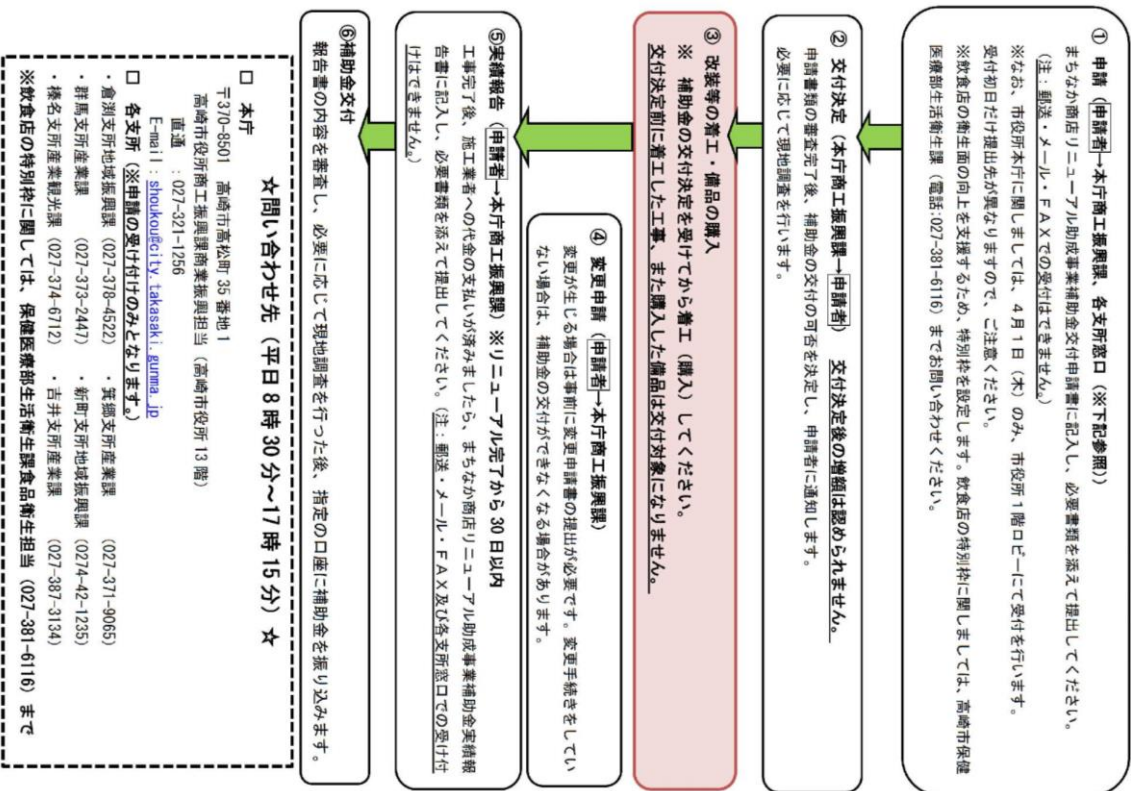 ① 申請（申請者→本庁商工振興課、各支所窓口（※下記参照））
まちなか商店リニューアル助成事業補助金交付申請書に記入し、必要書類を添えて提出してください。
（注：郵送・メール・ＦＡＸでの受付はできません。）
※なお、市役所本庁に関しましては、４月１日（木）のみ、市役所１階ロビーにて受付を行います。
受付初日だけ提出先が異なりますので、ご注意ください。
※飲食店の衛生面の向上を支援するため、特別枠を設定します。飲食店の特別枠に関しましては、高崎市保健
医療部生活衛生課（電話:027-381-6116）までお問い合わせください。
② 交付決定（本庁商工振興課→申請者） 交付決定後の増額は認められません。
申請書類の審査完了後、補助金の交付の可否を決定し、申請者に通知します。
必要に応じて現地調査を行います。
③ 改装等の着工・備品の購入
※ 補助金の交付決定を受けてから着工（購入）してください。
交付決定前に着工した工事、また購入した備品は交付対象になりません。
④ 変更申請（申請者→本庁商工振興課）
変更が生じる場合は事前に変更申請書の提出が必要です。変更手続きをしてい
ない場合は、補助金の交付ができなくなる場合があります。
⑤実績報告（申請者→本庁商工振興課）※リニューアル完了から 30 日以内
工事完了後、施工業者への代金の支払いが済みましたら、まちなか商店リニューアル助成事業補助金実績報
告書に記入し、必要書類を添えて提出してください。（注：郵送・メール・ＦＡＸ及び各支所窓口での受け付
けはできません。）
⑥補助金交付
報告書の内容を審査し、必要に応じて現地調査を行った後、指定の口座に補助金を振り込みます。
☆問い合わせ先（平日 8 時 30 分～17 時 15 分）☆
□ 本庁
〒370-8501 高崎市高松町 35 番地 1
高崎市役所商工振興課商業振興担当（高崎市役所 13 階）
直通 ：027-321-1256
E-mail：shoukou@city.takasaki.gunma.jp
□ 各支所（※申請の受け付けのみとなります。）
・倉渕支所地域振興課（027-378-4522） ・箕郷支所産業課 （027-371-9065）
・群馬支所産業課 （027-373-2447） ・新町支所地域振興課（0274-42-1235）
・榛名支所産業観光課（027-374-6712） ・吉井支所産業課 （027-387-3134）
※飲食店の特別枠に関しては、保健医療部生活衛生課食品衛生担当（027-381-6116）まで